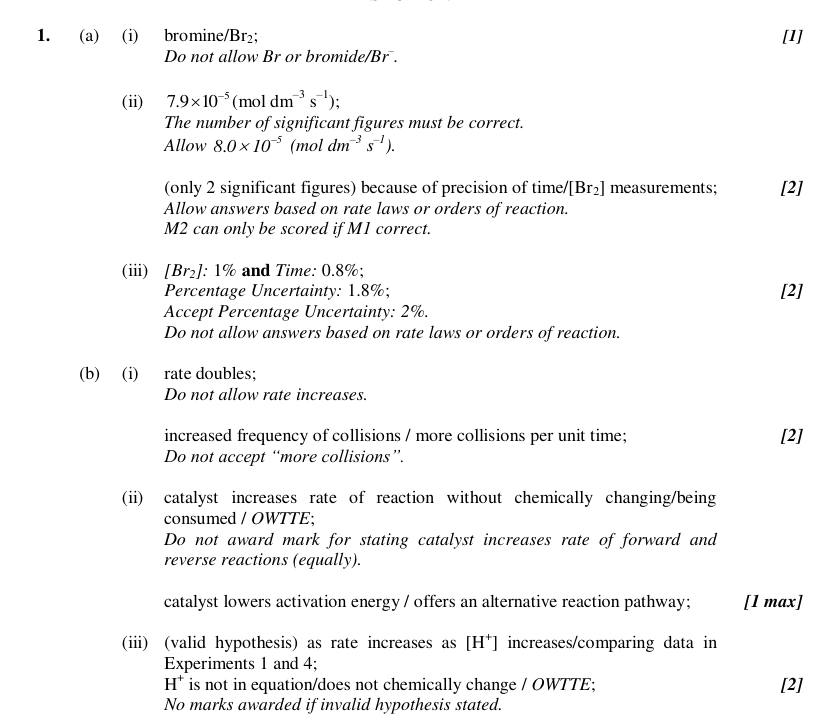 1. (a) (i) bromine/Br₂; [1]
Do not allow Br or bromide/Br⁻.
(ii) 7.9×10⁻⁵ (mol dm⁻³ s⁻¹);
The number of significant figures must be correct.
Allow 8.0×10⁻⁵ (mol dm⁻³ s⁻¹).
(only 2 significant figures) because of precision of time/[Br₂] measurements; [2]
Allow answers based on rate laws or orders of reaction.
M2 can only be scored if M1 correct.
(iii) [Br₂]: 1% and Time: 0.8%;
Percentage Uncertainty: 1.8%; [2]
Accept Percentage Uncertainty: 2%.
Do not allow answers based on rate laws or orders of reaction.
(b) (i) rate doubles;
Do not allow rate increases.
increased frequency of collisions / more collisions per unit time; [2]
Do not accept “more collisions”.
(ii) catalyst increases rate of reaction without chemically changing/being
consumed / OWTTE;
Do not award mark for stating catalyst increases rate of forward and
reverse reactions (equally).
catalyst lowers activation energy / offers an alternative reaction pathway; [1 max]
(iii) (valid hypothesis) as rate increases as [H⁺] increases/comparing data in
Experiments 1 and 4;
H⁺ is not in equation/does not chemically change / OWTTE; [2]
No marks awarded if invalid hypothesis stated.